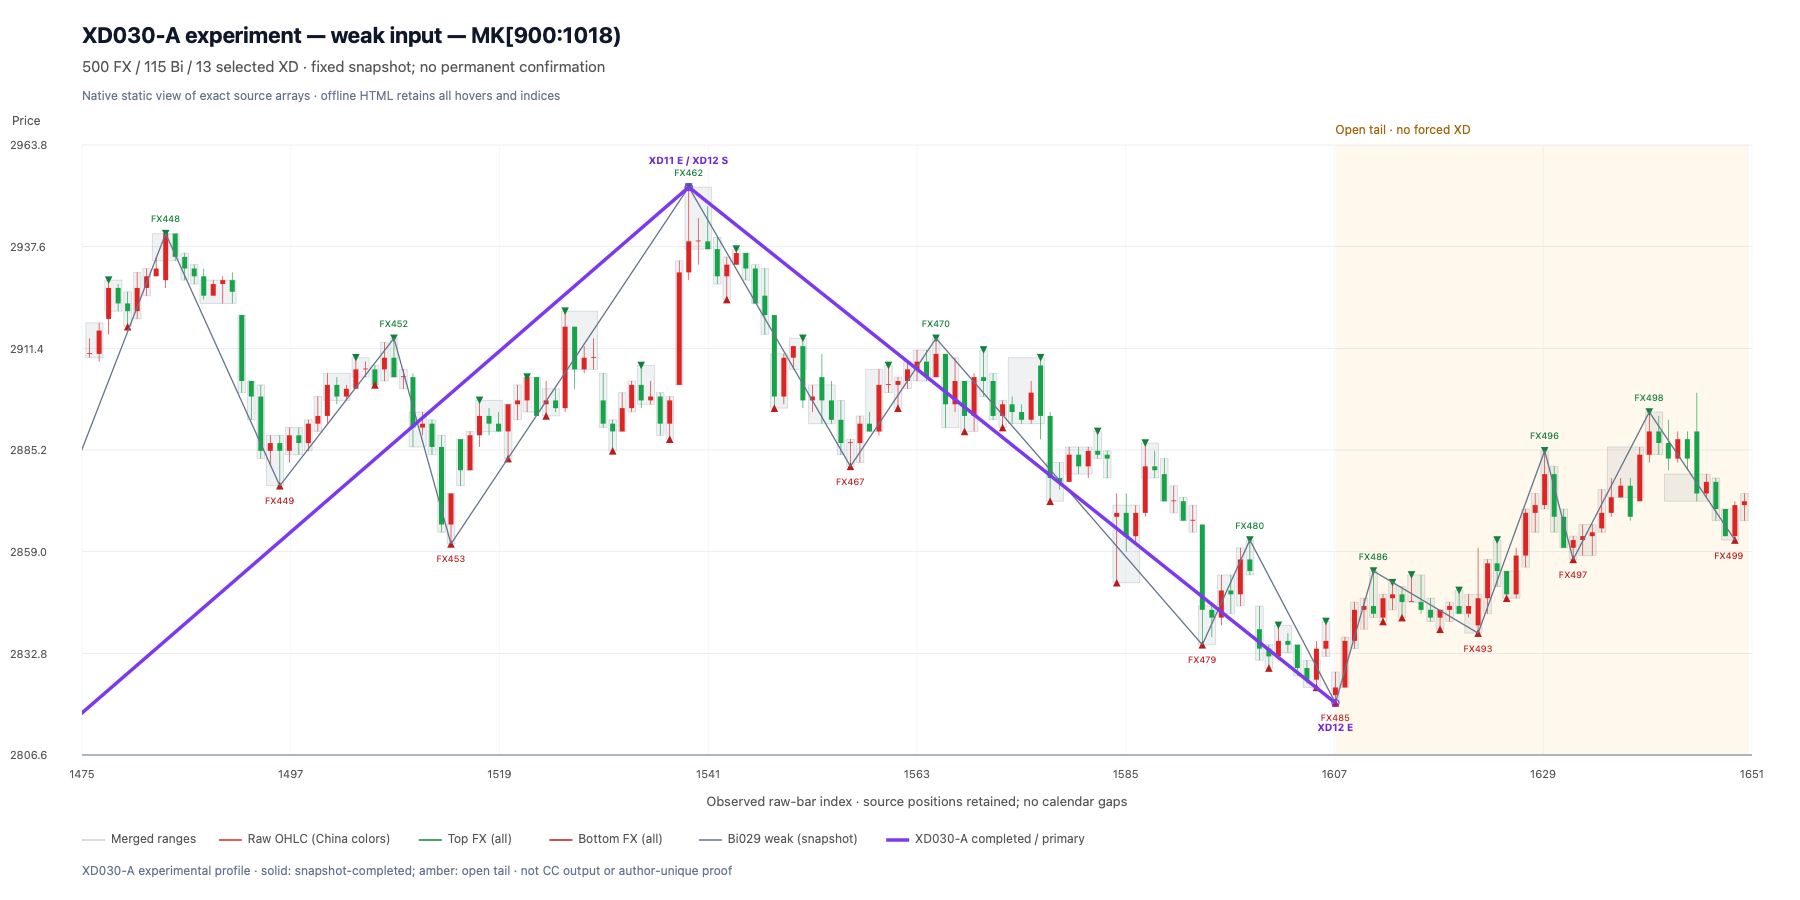 XD030-A experiment — weak input — MK[900:1018)
500 FX / 115 Bi / 13 selected XD · fixed snapshot; no permanent confirmation
Native static view of exact source arrays · offline HTML retains all hovers and indices
Price
Open tail · no forced XD
2963.8
XD11 E / XD12 S
FX462
FX448
2937.6
FX452
FX470
2911.4
FX498
FX496
2885.2
FX467
FX449
FX480
FX453
2859.0
FX486
FX499
FX497
FX493
2832.8
FX479
FX485
XD12 E
2806.6
1475
1497
1519
1541
1563
1585
1607
1629
1651
Observed raw-bar index · source positions retained; no calendar gaps
Merged ranges
Raw OHLC (China colors)
Top FX (all)
Bottom FX (all)
Bi029 weak (snapshot)
XD030-A completed / primary
XD030-A experimental profile · solid: snapshot-completed; amber: open tail · not CC output or author-unique proof